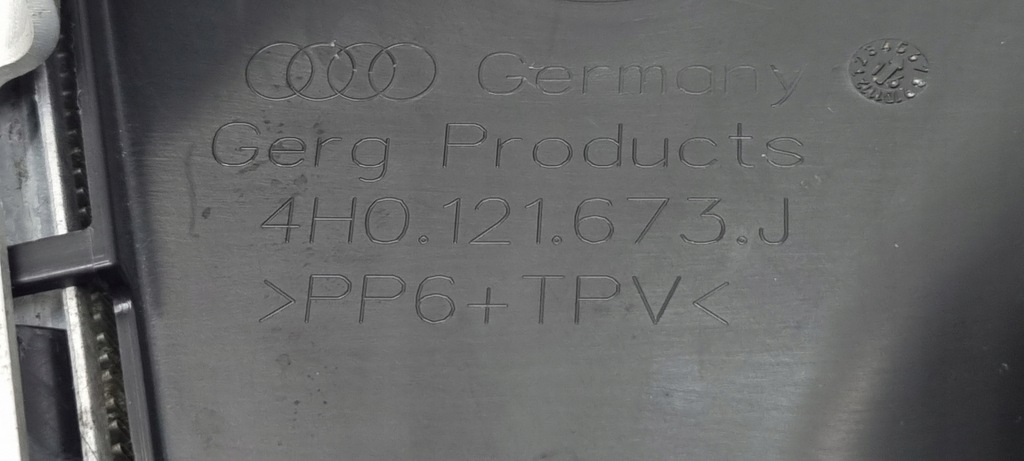 Germany
Gerg Products
4H0.121.673.J
>PP6+TPV<